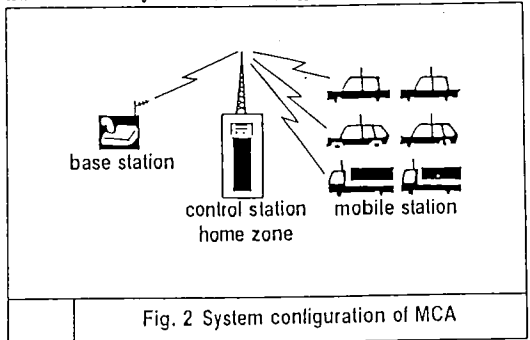 base station
control station
home zone
mobile station
Fig. 2 System configuration of MCA